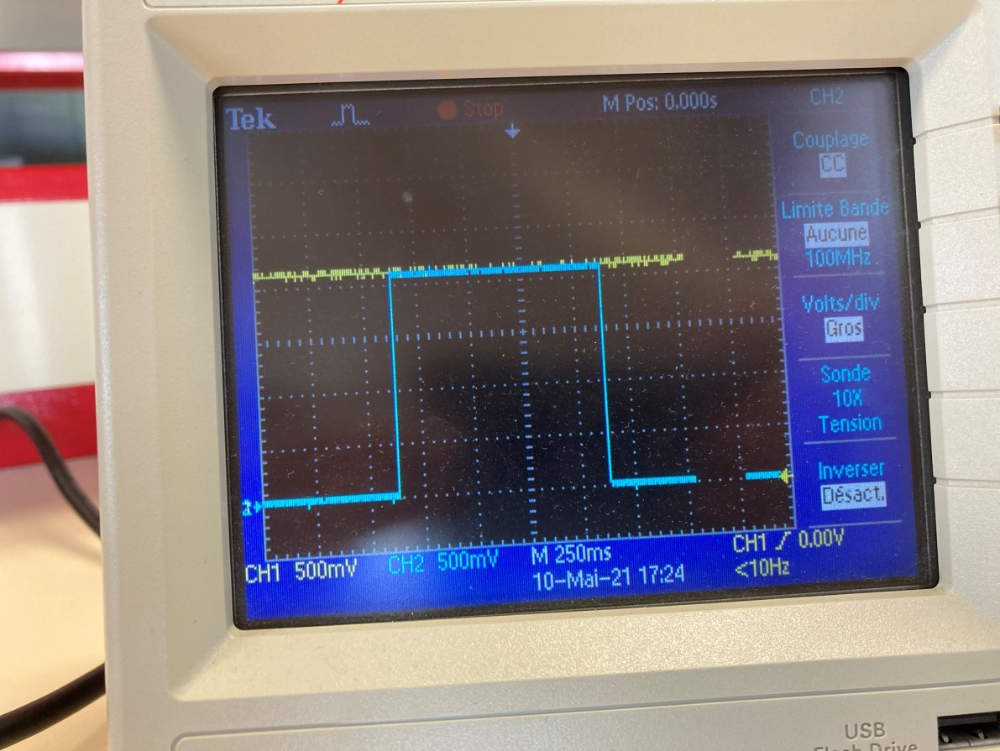 Tek Stop M Pos: 0.000s CH2
Couplage
CC
Limite Bande
Aucune
100MHz
Volts/div
Gros
Sonde
10X
Tension
Inverser
Désact.
2
CH1 500mV CH2 500mV M 250ms CH1 0.00V
10-Mai-21 17:24 <10Hz
USB
Flash Drive